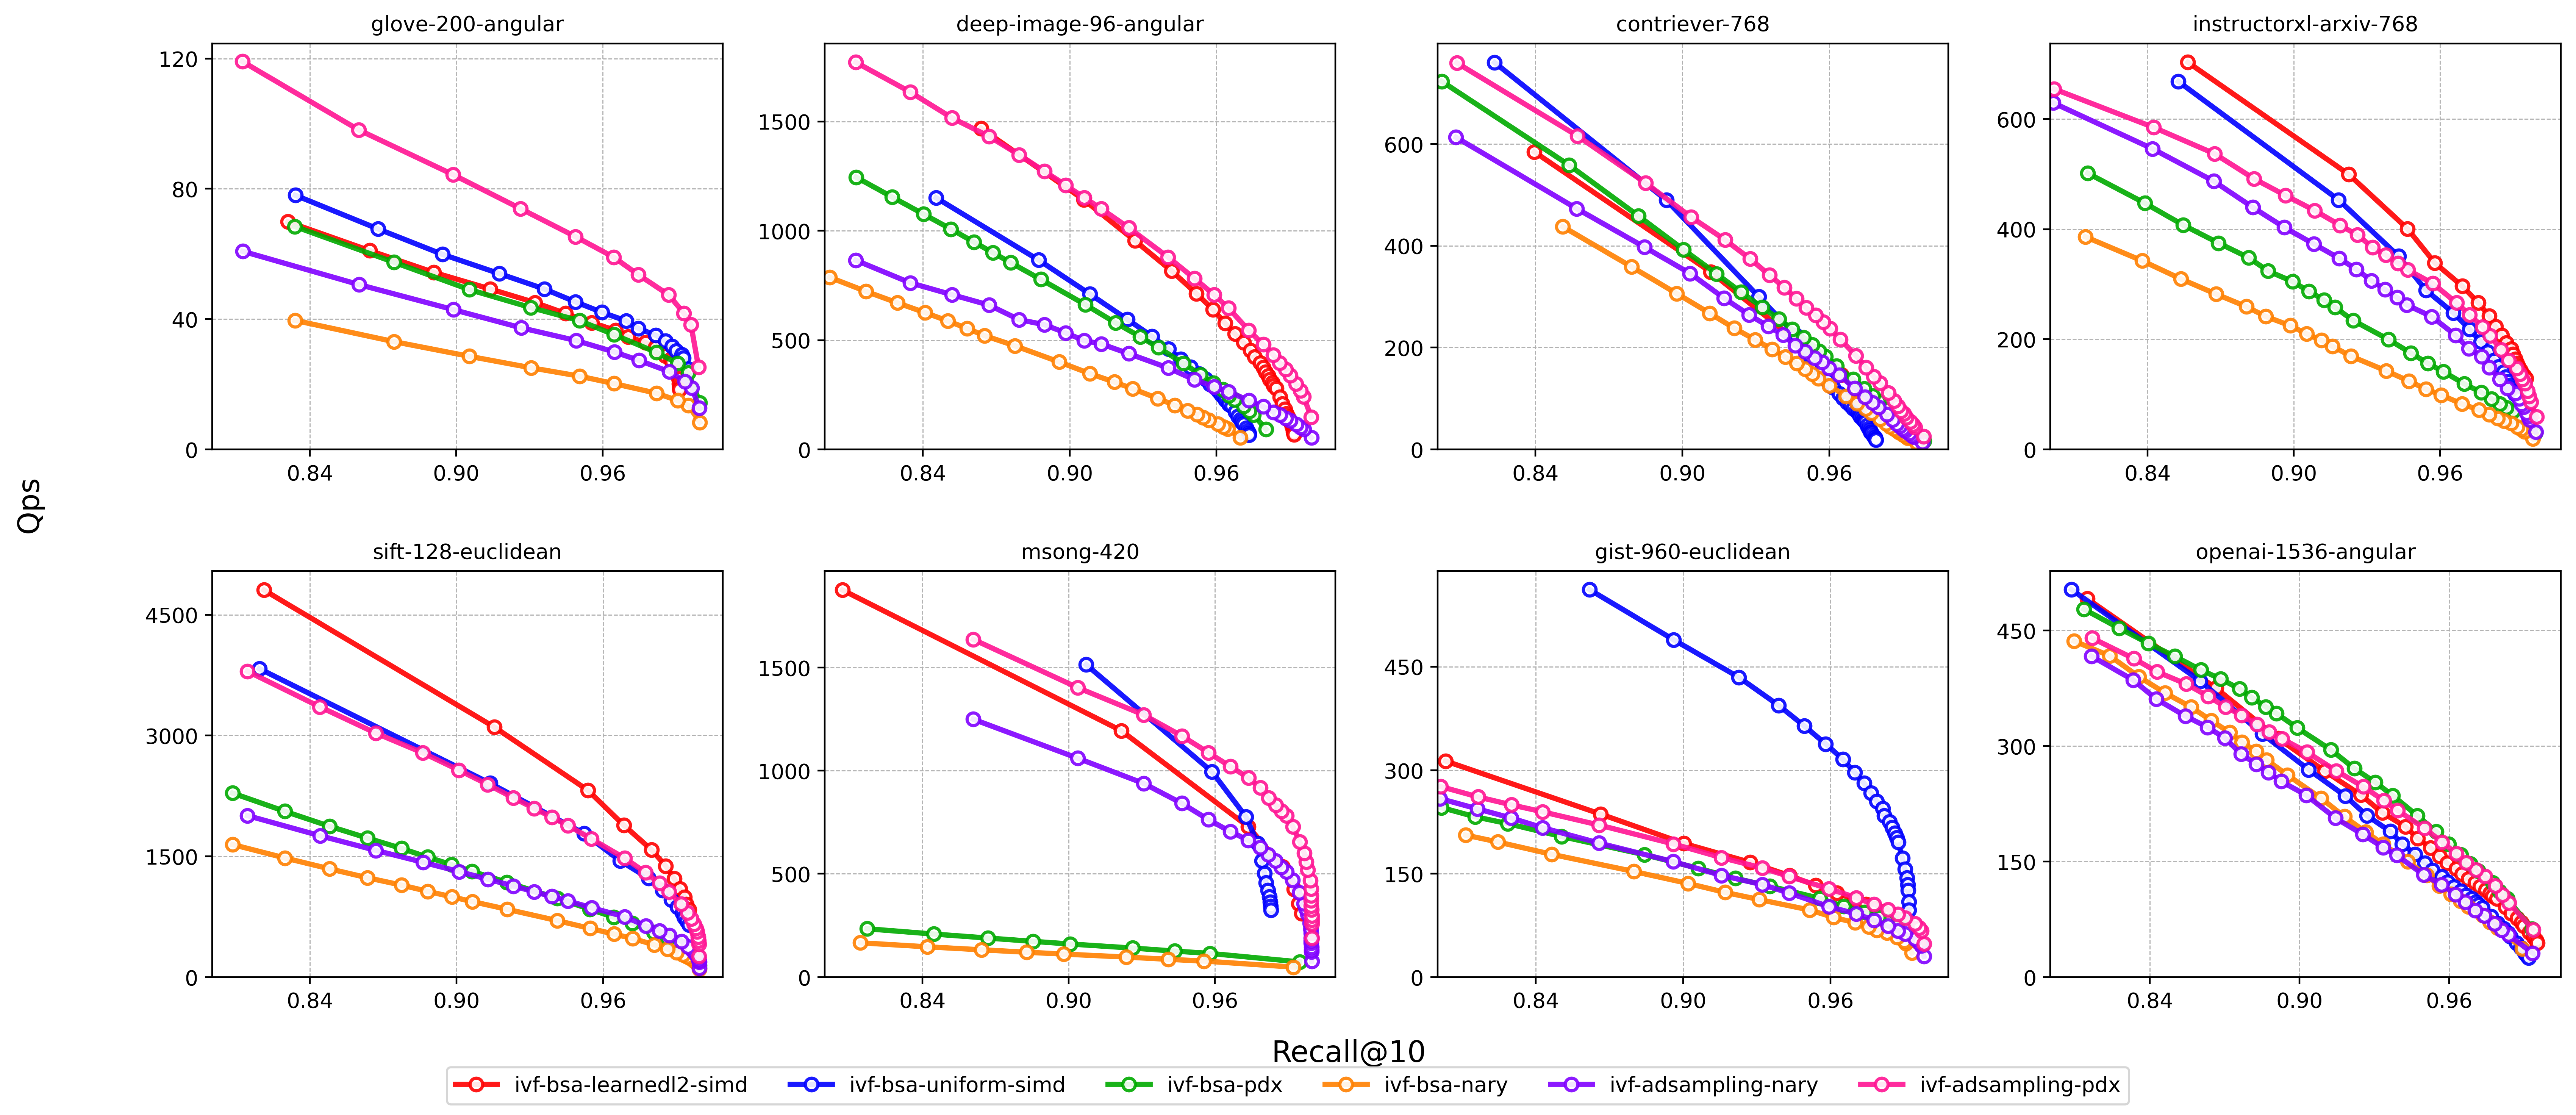 glove-200-angular
deep-image-96-angular
contriever-768
instructorxl-arxiv-768
120
80
40
0
0.84 0.90 0.96
1500
1000
500
0
0.84 0.90 0.96
600
400
200
0
0.84 0.90 0.96
600
400
200
0
0.84 0.90 0.96
Qps
sift-128-euclidean
msong-420
gist-960-euclidean
openai-1536-angular
4500
3000
1500
0
0.84 0.90 0.96
1500
1000
500
0
0.84 0.90 0.96
450
300
150
0
0.84 0.90 0.96
450
300
150
0
0.84 0.90 0.96
Recall@10
ivf-bsa-learnedl2-simd ivf-bsa-uniform-simd ivf-bsa-pdx ivf-bsa-nary ivf-adsampling-nary ivf-adsampling-pdx